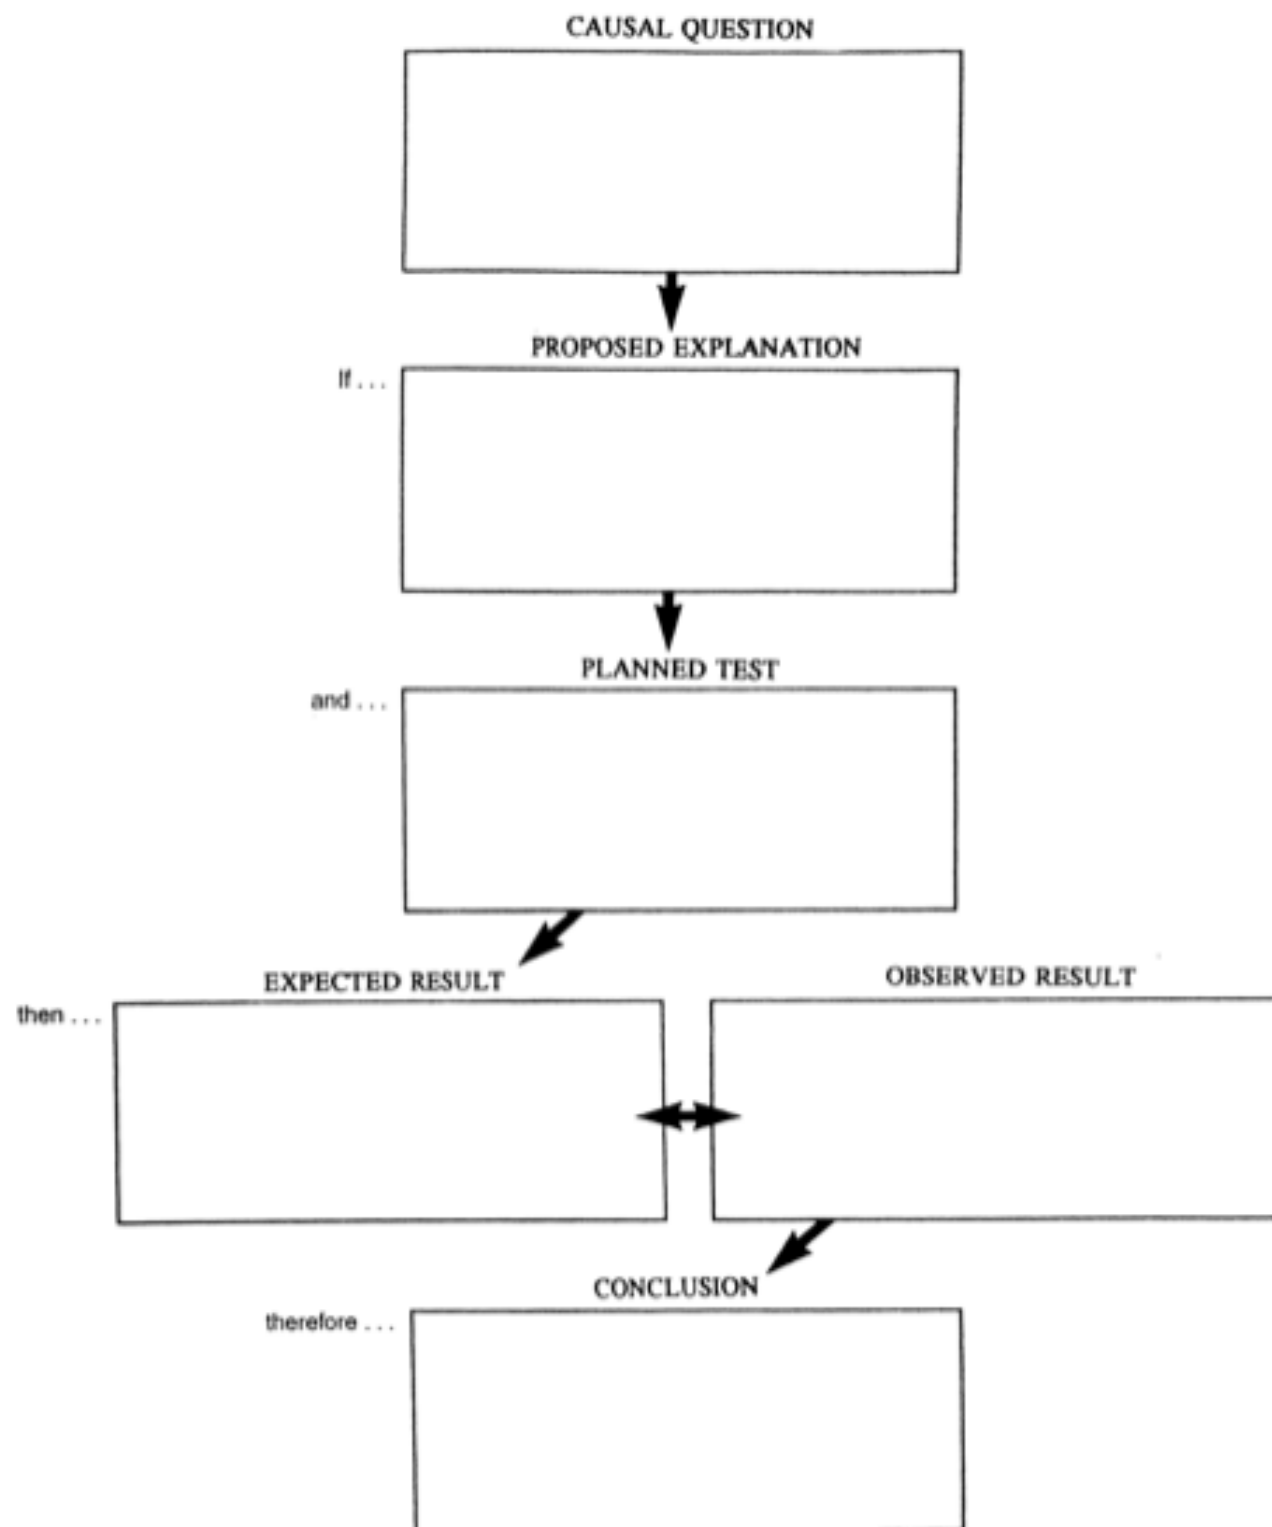 CAUSAL QUESTION
PROPOSED EXPLANATION
If . . .
PLANNED TEST
and . . .
EXPECTED RESULT
OBSERVED RESULT
then . . .
CONCLUSION
therefore . . .